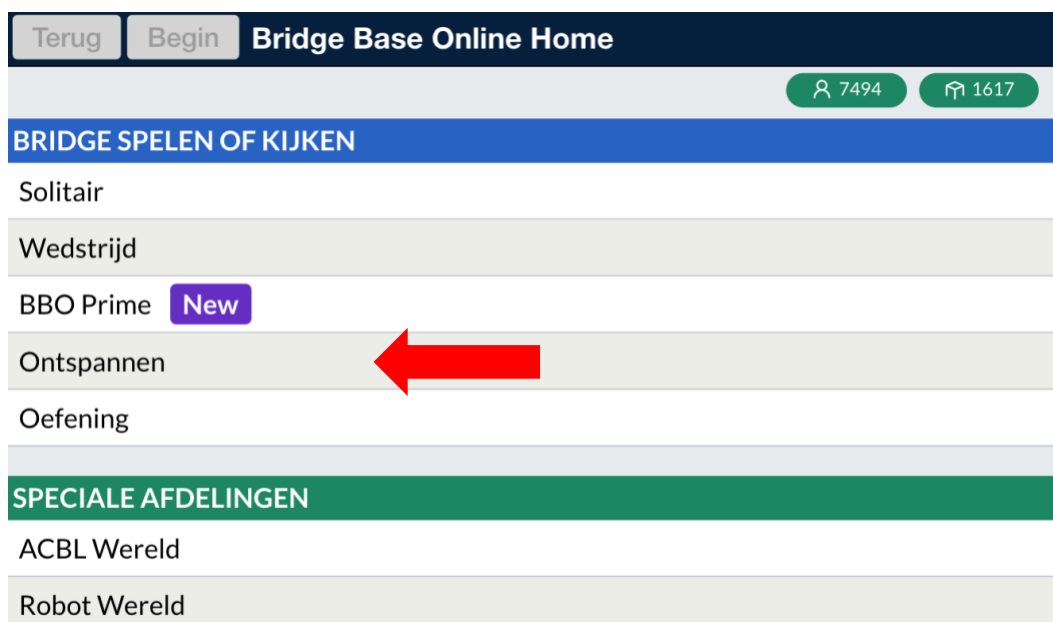 Terug Begin Bridge Base Online Home
7494 1617
BRIDGE SPELEN OF KIJKEN
Solitair
Wedstrijd
BBO Prime New
Ontspannen
Oefening
SPECIALE AFDELINGEN
ACBL Wereld
Robot Wereld